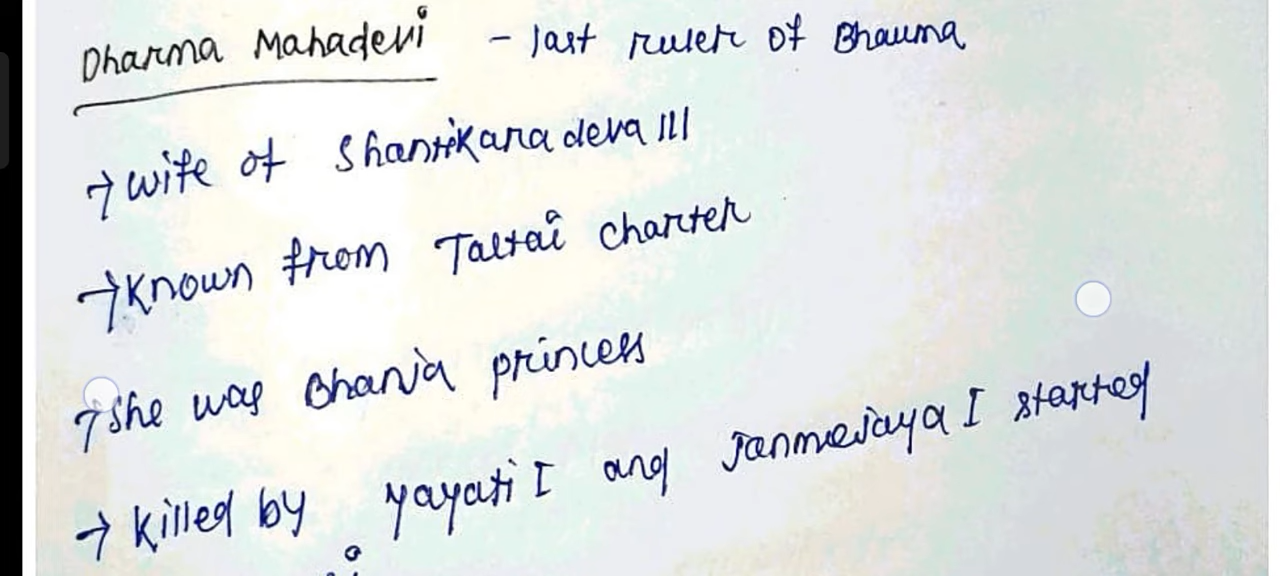 Dharma Mahadevi - last ruler of Bhauma
→ wife of Shantikara deva III
→ Known from Taltai charter
→ She was Bhanja princess
→ Killed by Yayati I and Janmejaya I started